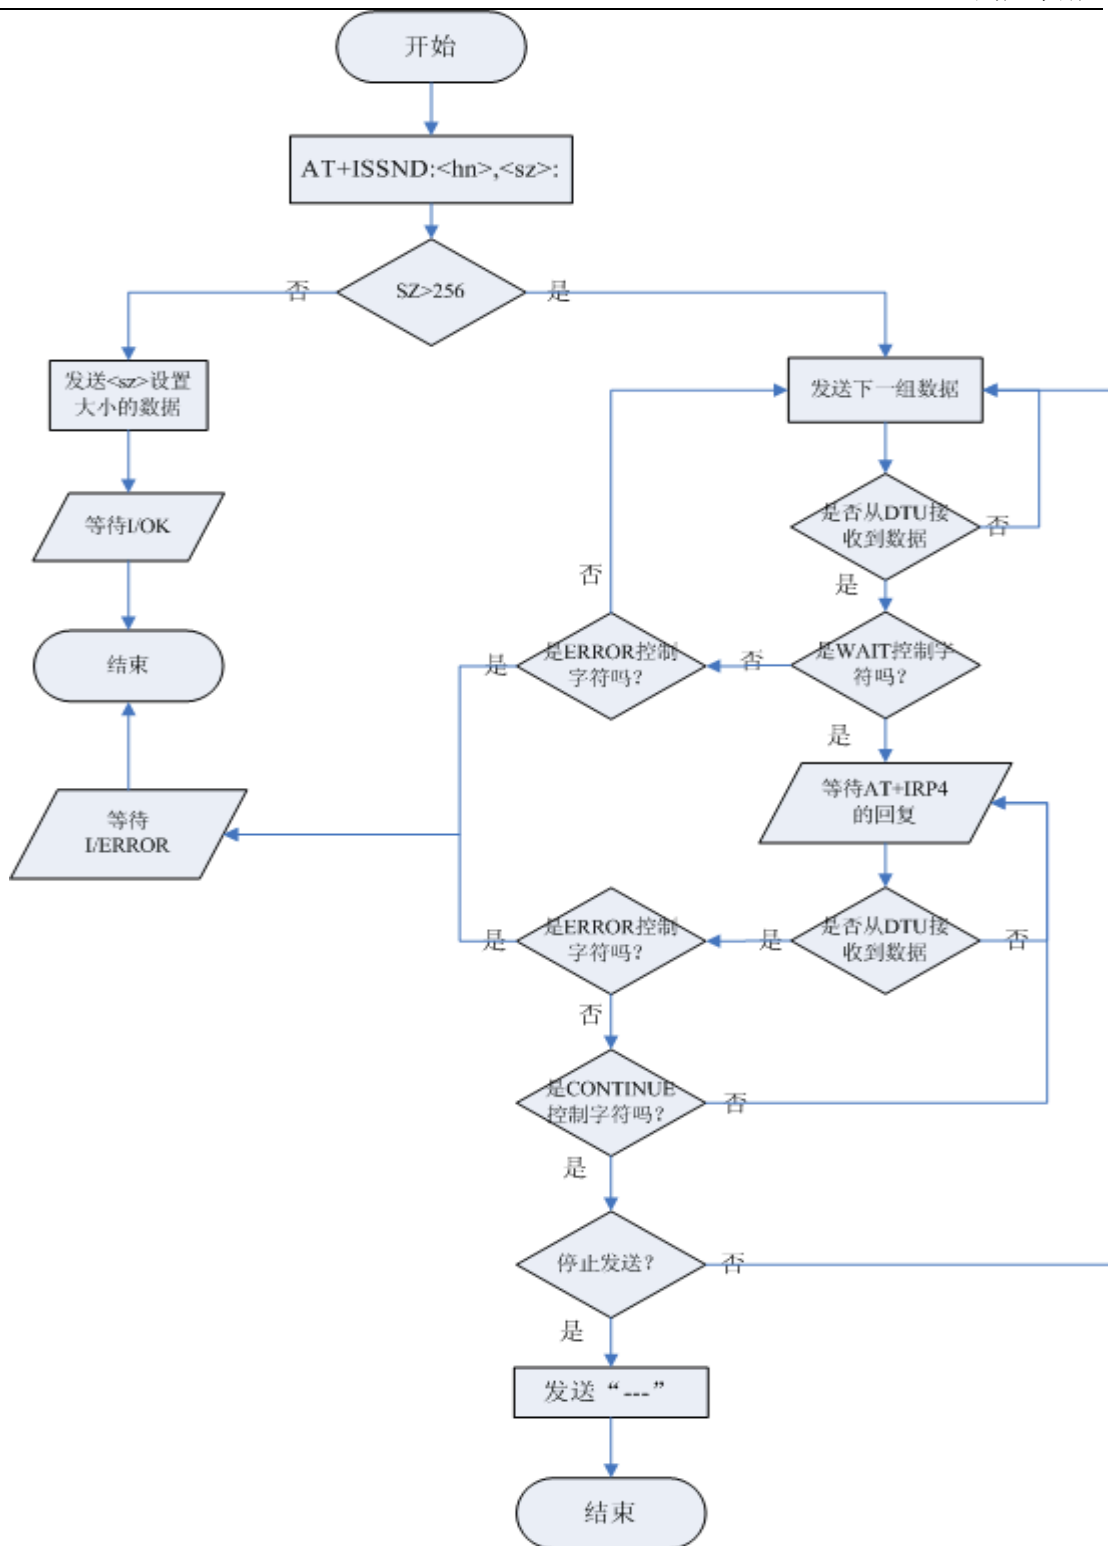 开始
AT+ISSND:<hn>,<sz>:
SZ>256
否
是
发送<sz>设置
大小的数据
发送下一组数据
等待I/OK
是否从DTU接
收到数据
否
是
否
结束
是ERROR控制
字符吗?
是
否
是WAIT控制字
符吗?
是
等待AT+IRP4
的回复
等待
I/ERROR
是ERROR控制
字符吗?
是
是
是否从DTU接
收到数据
否
否
是CONTINUE
控制字符吗?
否
是
停止发送?
否
是
发送“---”
结束